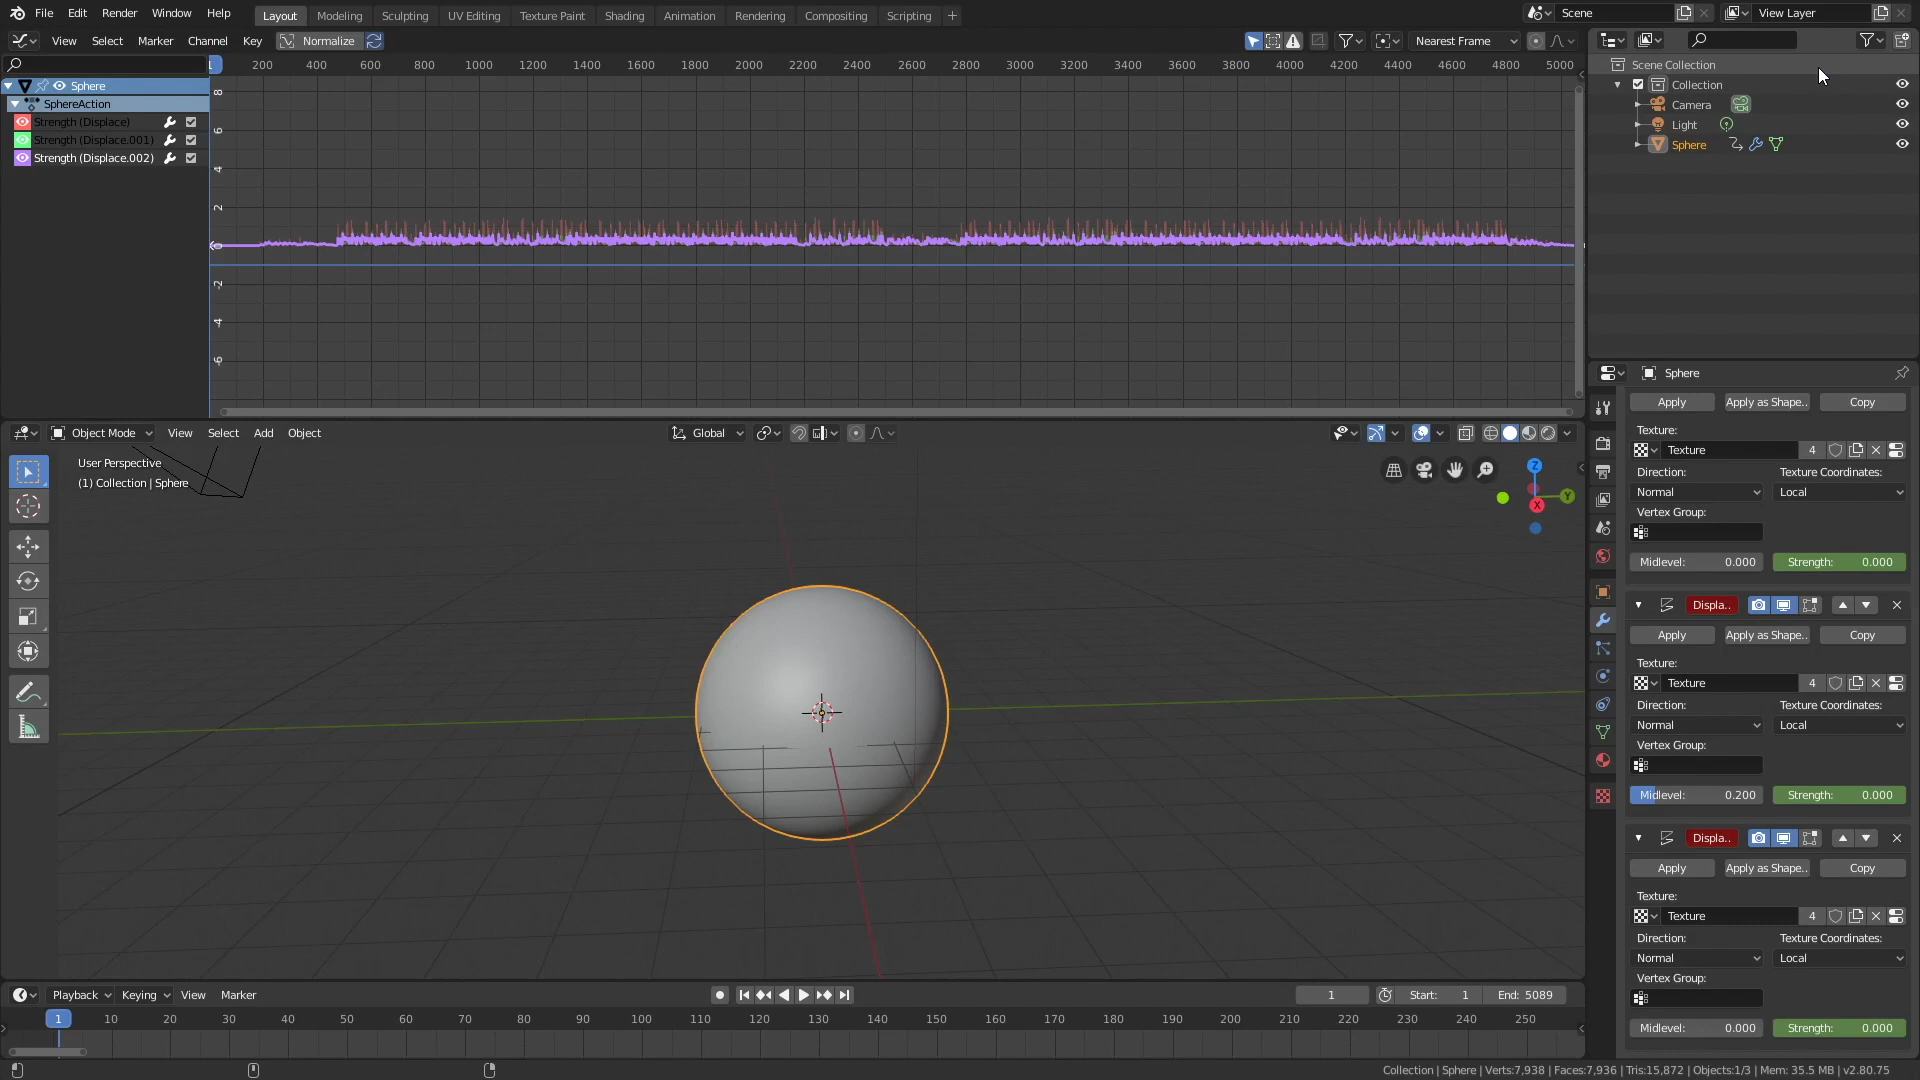 File Edit Render Window Help Layout Modeling Sculpting UV Editing Texture Paint Shading Animation Rendering Compositing Scripting + Scene View Layer
View Select Marker Channel Key Normalize Nearest Frame
1 200 400 600 800 1000 1200 1400 1600 1800 2000 2200 2400 2600 2800 3000 3200 3400 3600 3800 4000 4200 4400 4600 4800 5000
Sphere
SphereAction
Strength (Displace)
Strength (Displace.001)
Strength (Displace.002)
8
6
4
2
0
-2
-4
-6
Scene Collection
Collection
Camera
Light
Sphere
Sphere
Apply Apply as Shape.. Copy
Texture:
Texture 4
Direction: Texture Coordinates:
Normal Local
Vertex Group:
Midlevel: 0.000 Strength: 0.000
Displa..
Apply Apply as Shape.. Copy
Texture:
Texture 4
Direction: Texture Coordinates:
Normal Local
Vertex Group:
Midlevel: 0.200 Strength: 0.000
Displa..
Apply Apply as Shape.. Copy
Texture:
Texture 4
Direction: Texture Coordinates:
Normal Local
Vertex Group:
Midlevel: 0.000 Strength: 0.000
Object Mode View Select Add Object Global
User Perspective
(1) Collection | Sphere
Z
Y
X
Playback Keying View Marker 1 Start: 1 End: 5089
1 10 20 30 40 50 60 70 80 90 100 110 120 130 140 150 160 170 180 190 200 210 220 230 240 250
Collection | Sphere | Verts:7,938 | Faces:7,936 | Tris:15,872 | Objects:1/3 | Mem: 35.5 MB | v2.80.75